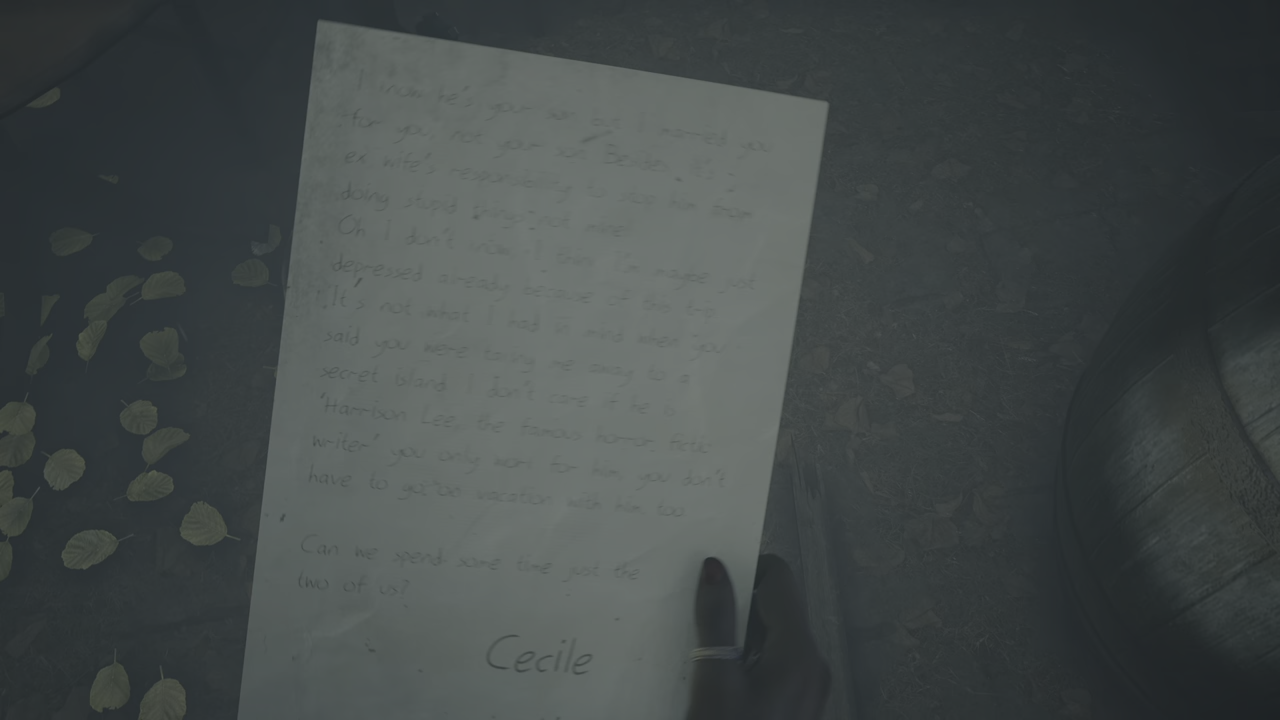 I know he's your son but I married you
for you, not your son. Besides, it's
ex wife's responsibility to stop him from
doing stupid things, not mine.
Oh I don't know, I think I'm maybe just
depressed already because of this trip
It's not what I had in mind when you
said you were taking me away to a
secret island. I don't care if he is
'Harrison Lee, the famous horror fictic
writer' you only work for him, you don't
have to go on vacation with him too.
Can we spend some time just the
two of us?
Cecile